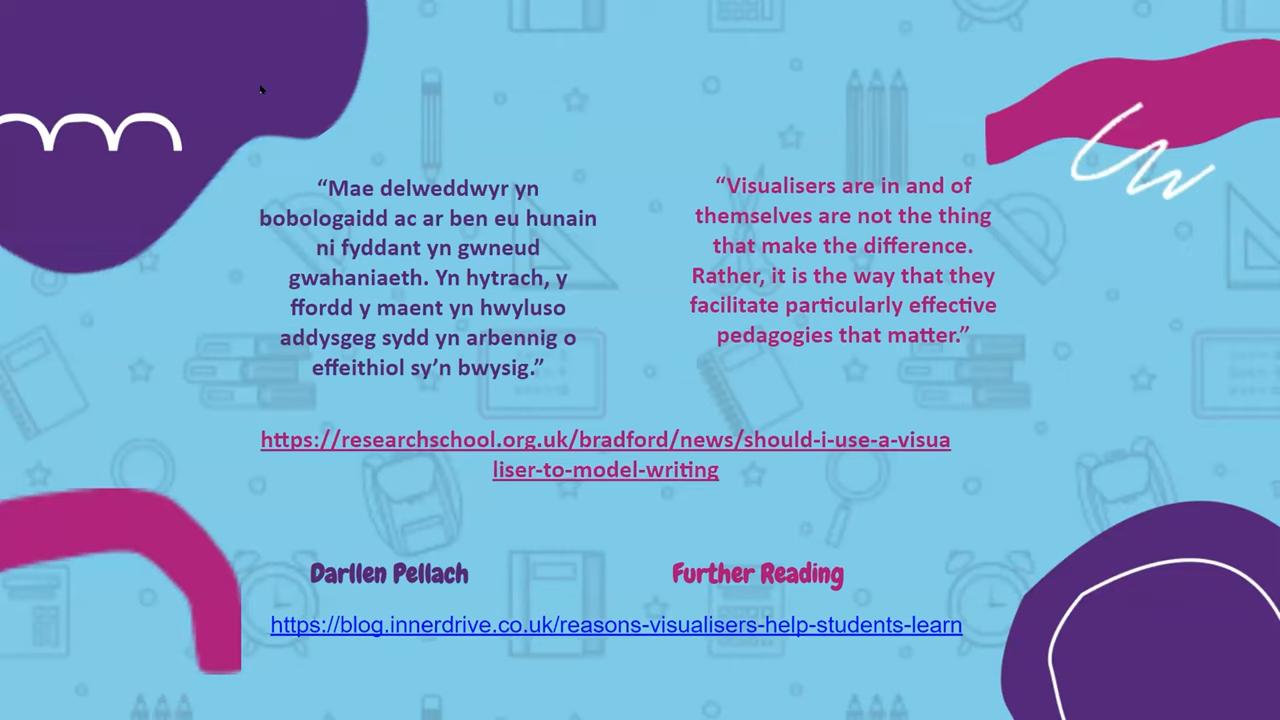 “Mae delweddwyr yn
bobologaidd ac ar ben eu hunain
ni fyddant yn gwneud
gwahaniaeth. Yn hytrach, y
ffordd y maent yn hwyluso
addysgeg sydd yn arbennig o
effeithiol sy’n bwysig.”
“Visualisers are in and of
themselves are not the thing
that make the difference.
Rather, it is the way that they
facilitate particularly effective
pedagogies that matter.”
https://researchschool.org.uk/bradford/news/should-i-use-a-visua
liser-to-model-writing
Darllen Pellach
Further Reading
https://blog.innerdrive.co.uk/reasons-visualisers-help-students-learn